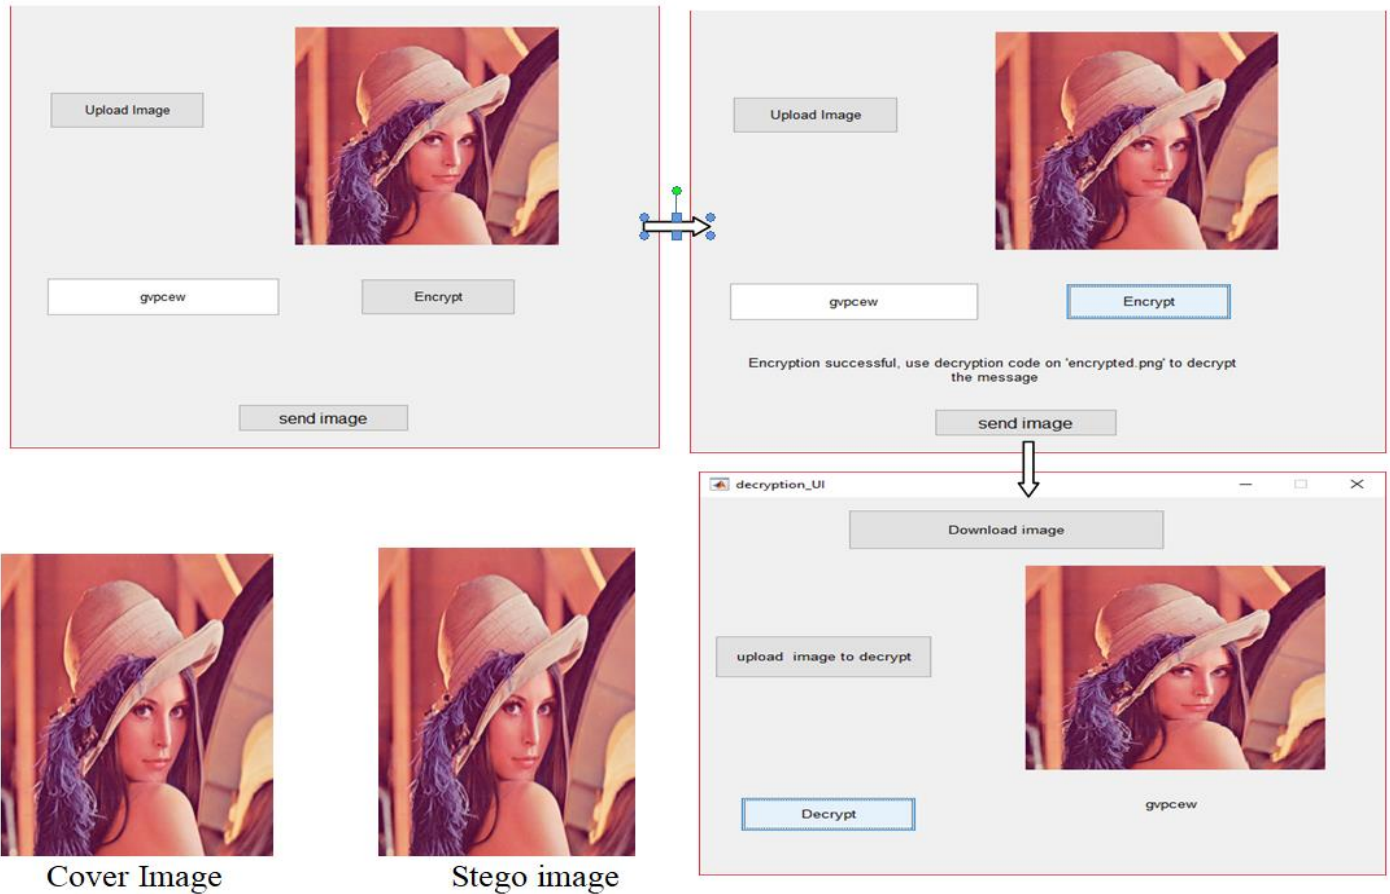 Upload Image
gvpcew
Encrypt
send image
Upload Image
gvpcew
Encrypt
Encryption successful, use decryption code on 'encrypted.png' to decrypt
the message
send image
decryption_UI
Download image
upload image to decrypt
Decrypt
gvpcew
Cover Image
Stego image